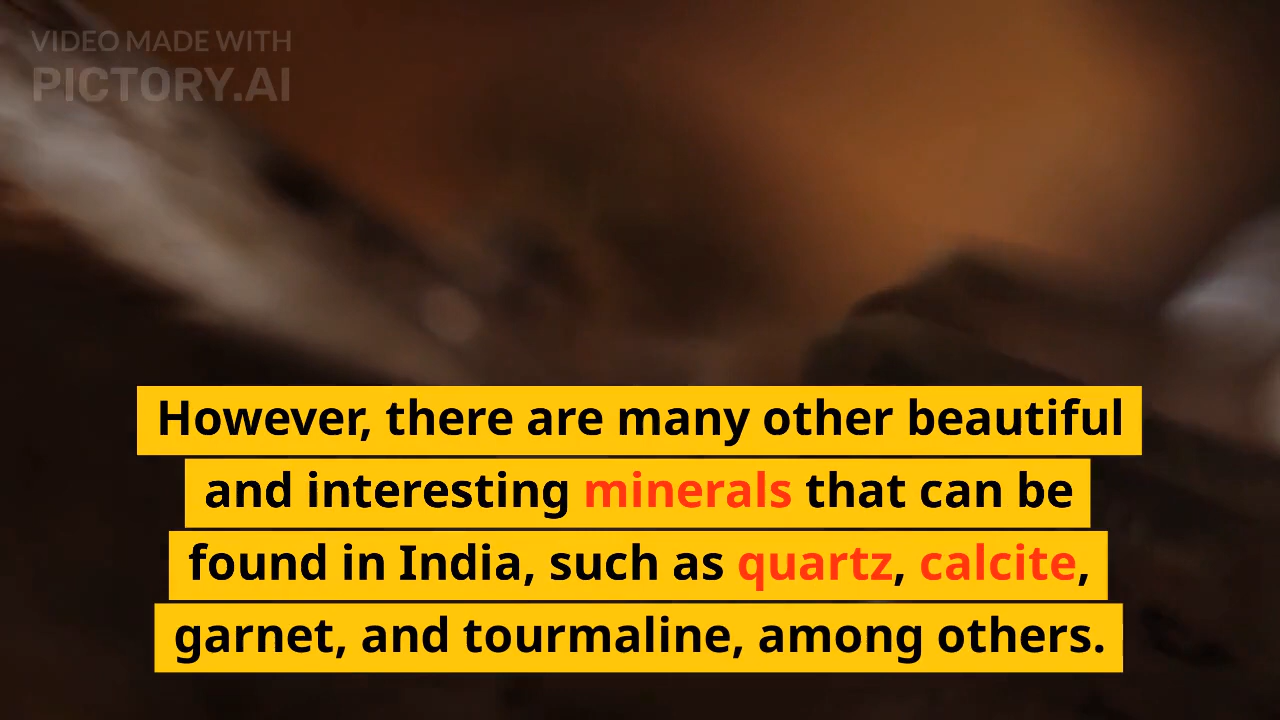 VIDEO MADE WITH
PICTORY.AI
However, there are many other beautiful
and interesting minerals that can be
found in India, such as quartz, calcite,
garnet, and tourmaline, among others.